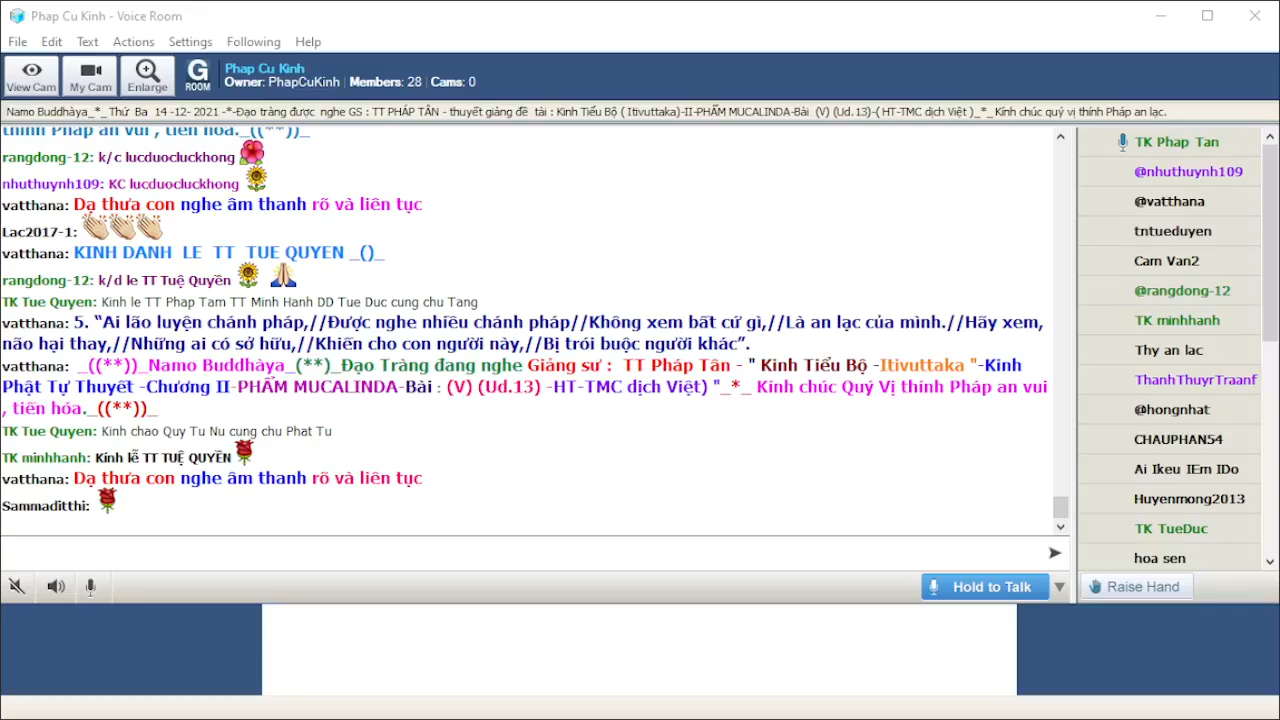 Phap Cu Kinh - Voice Room
File Edit Text Actions Settings Following Help
View Cam My Cam Enlarge G ROOM
Phap Cu Kinh
Owner: PhapCuKinh | Members: 28 | Cams: 0
Namo Buddhàya_*_ Thứ Ba 14 -12- 2021 -*-Đạo tràng được nghe GS : TT PHÁP TÂN - thuyết giảng đề tài : Kinh Tiểu Bộ ( Itivuttaka)-II-PHẨM MUCALINDA-Bài (V) (Ud.13)-( HT-TMC dịch Việt )_*_ Kính chúc quý vị thính Pháp an lạc.
thính Pháp an vui , tiến hóa._((**))_
rangdong-12: k/c lucduocluckhong
nhuthuynh109: KC lucduocluckhong
vatthana: Dạ thưa con nghe âm thanh rõ và liên tục
Lac2017-1:
vatthana: KINH DANH LE TT TUE QUYEN _()_
rangdong-12: k/d le TT Tuệ Quyền
TK Tue Quyen: Kinh le TT Phap Tam TT Minh Hanh DD Tue Duc cung chu Tang
vatthana: 5. “Ai lão luyện chánh pháp,//Được nghe nhiều chánh pháp//Không xem bất cứ gì,//Là an lạc của mình.//Hãy xem,
não hại thay,//Những ai có sở hữu,//Khiến cho con người này,//Bị trói buộc người khác”.
vatthana: _((**))_Namo Buddhàya_(**)_Đạo Tràng đang nghe Giảng sư : TT Pháp Tân - " Kinh Tiểu Bộ -Itivuttaka "-Kinh
Phật Tự Thuyết -Chương II-PHẨM MUCALINDA-Bài : (V) (Ud.13) -HT-TMC dịch Việt) "_*_ Kính chúc Quý Vị thính Pháp an vui
, tiến hóa._((**))_
TK Tue Quyen: Kinh chao Quy Tu Nu cung chu Phat Tu
TK minhhanh: Kính lễ TT TUỆ QUYỀN
vatthana: Dạ thưa con nghe âm thanh rõ và liên tục
Sammaditthi:
TK Phap Tan
@nhuthuynh109
@vatthana
tntueduyen
Cam Van2
@rangdong-12
TK minhhanh
Thy an lac
ThanhThuyrTraanf
@hongnhat
CHAUPHAN54
Ai Ikeu IEm IDo
Huyenmong2013
TK TueDuc
hoa sen
Hold to Talk
Raise Hand